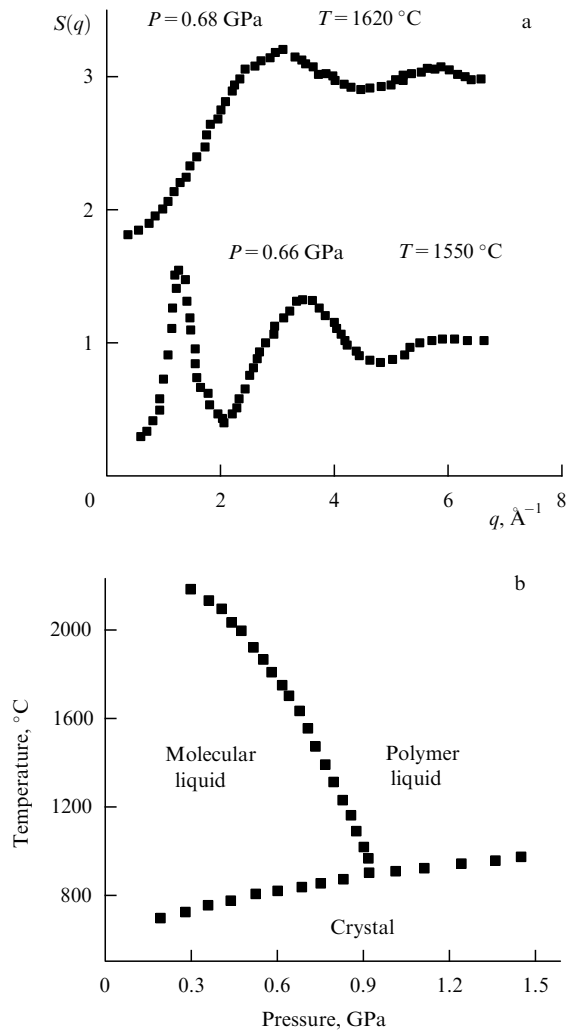 S(q)
P = 0.68 GPa T = 1620 °C a
3
2
P = 0.66 GPa T = 1550 °C
1
0 2 4 6 8
q, Å⁻¹
b
2000
1600
1200
800
Temperature, °C
Molecular
liquid
Polymer
liquid
Crystal
0 0.3 0.6 0.9 1.2 1.5
Pressure, GPa